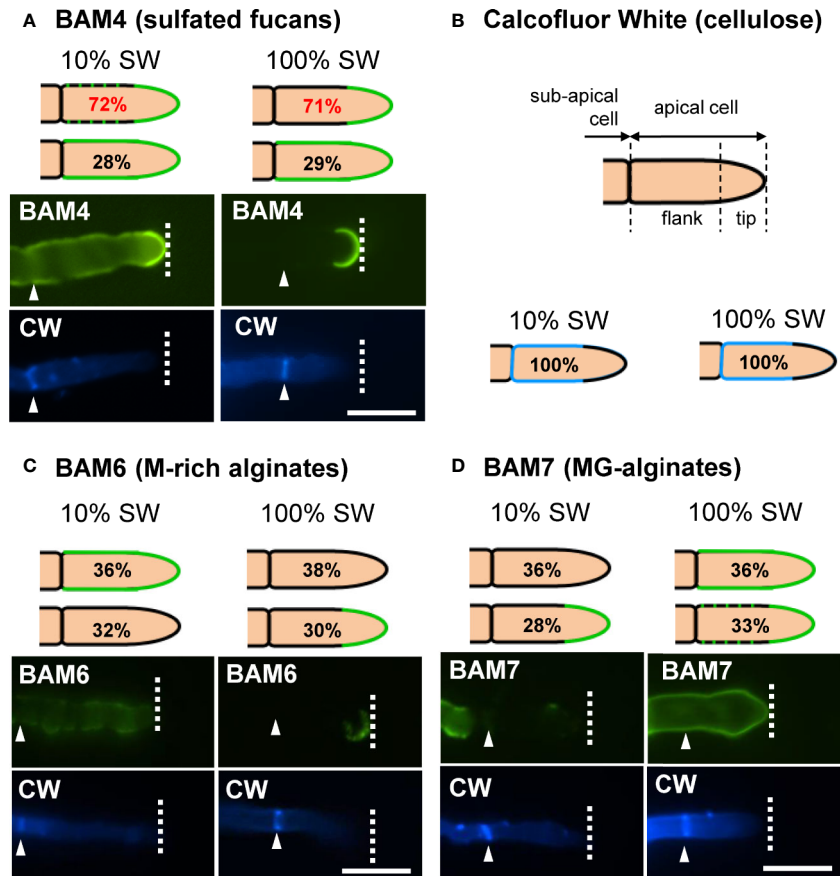 A BAM4 (sulfated fucans)
10% SW 100% SW
72% 71%
28% 29%
BAM4 BAM4
CW CW
B Calcofluor White (cellulose)
sub-apical apical cell
cell
flank tip
10% SW 100% SW
100% 100%
C BAM6 (M-rich alginates)
10% SW 100% SW
36% 38%
32% 30%
BAM6 BAM6
CW CW
D BAM7 (MG-alginates)
10% SW 100% SW
36% 36%
28% 33%
BAM7 BAM7
CW CW